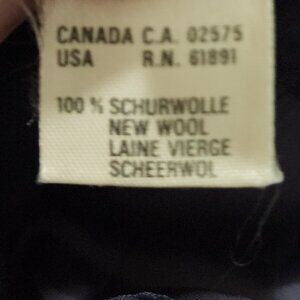 CANADA C.A. 02575
USA R.N. 61891
100 % SCHURWOLLE
NEW WOOL
LAINE VIERGE
SCHEERWOL